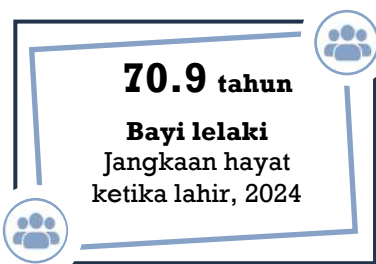 70.9 tahun
Bayi lelaki
Jangkaan hayat
ketika lahir, 2024